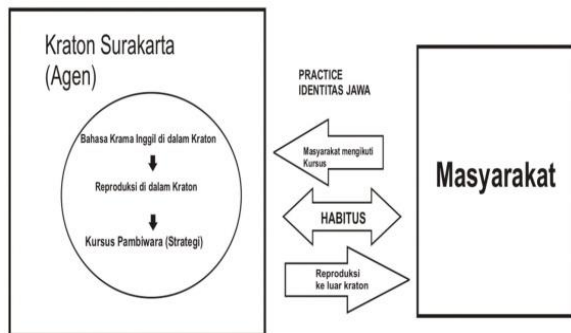 Kraton Surakarta
(Agen)
Bahasa Krama Inggil di dalam Kraton
Reproduksi di dalam Kraton
Kursus Pambiwara (Strategi)
PRACTICE
IDENTITAS JAWA
Masyarakat mengikuti
Kursus
HABITUS
Reproduksi
ke luar kraton
Masyarakat